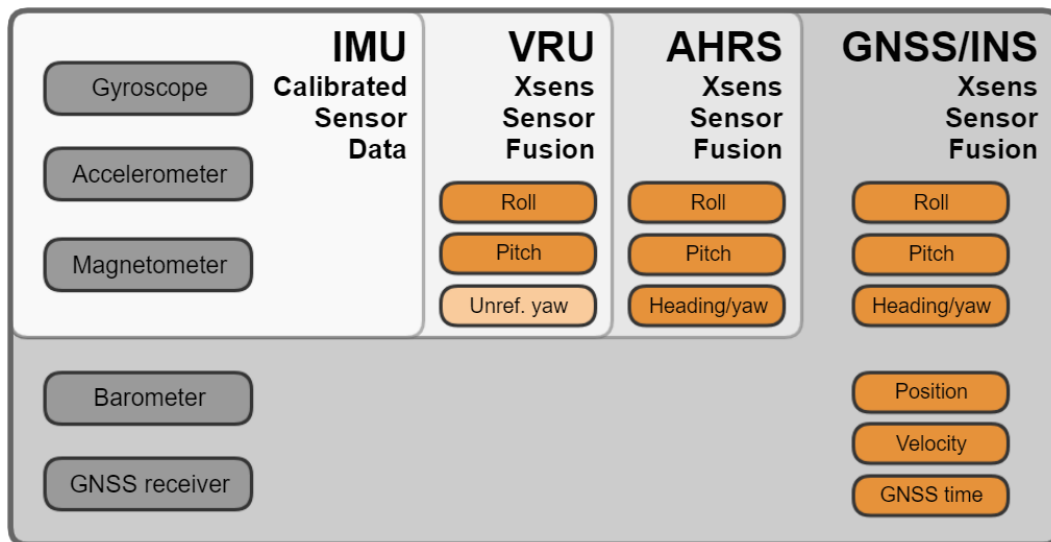 IMU
Calibrated
Sensor
Data
VRU
Xsens
Sensor
Fusion
AHRS
Xsens
Sensor
Fusion
GNSS/INS
Xsens
Sensor
Fusion
Gyroscope
Accelerometer
Magnetometer
Barometer
GNSS receiver
Roll
Pitch
Unref. yaw
Roll
Pitch
Heading/yaw
Roll
Pitch
Heading/yaw
Position
Velocity
GNSS time